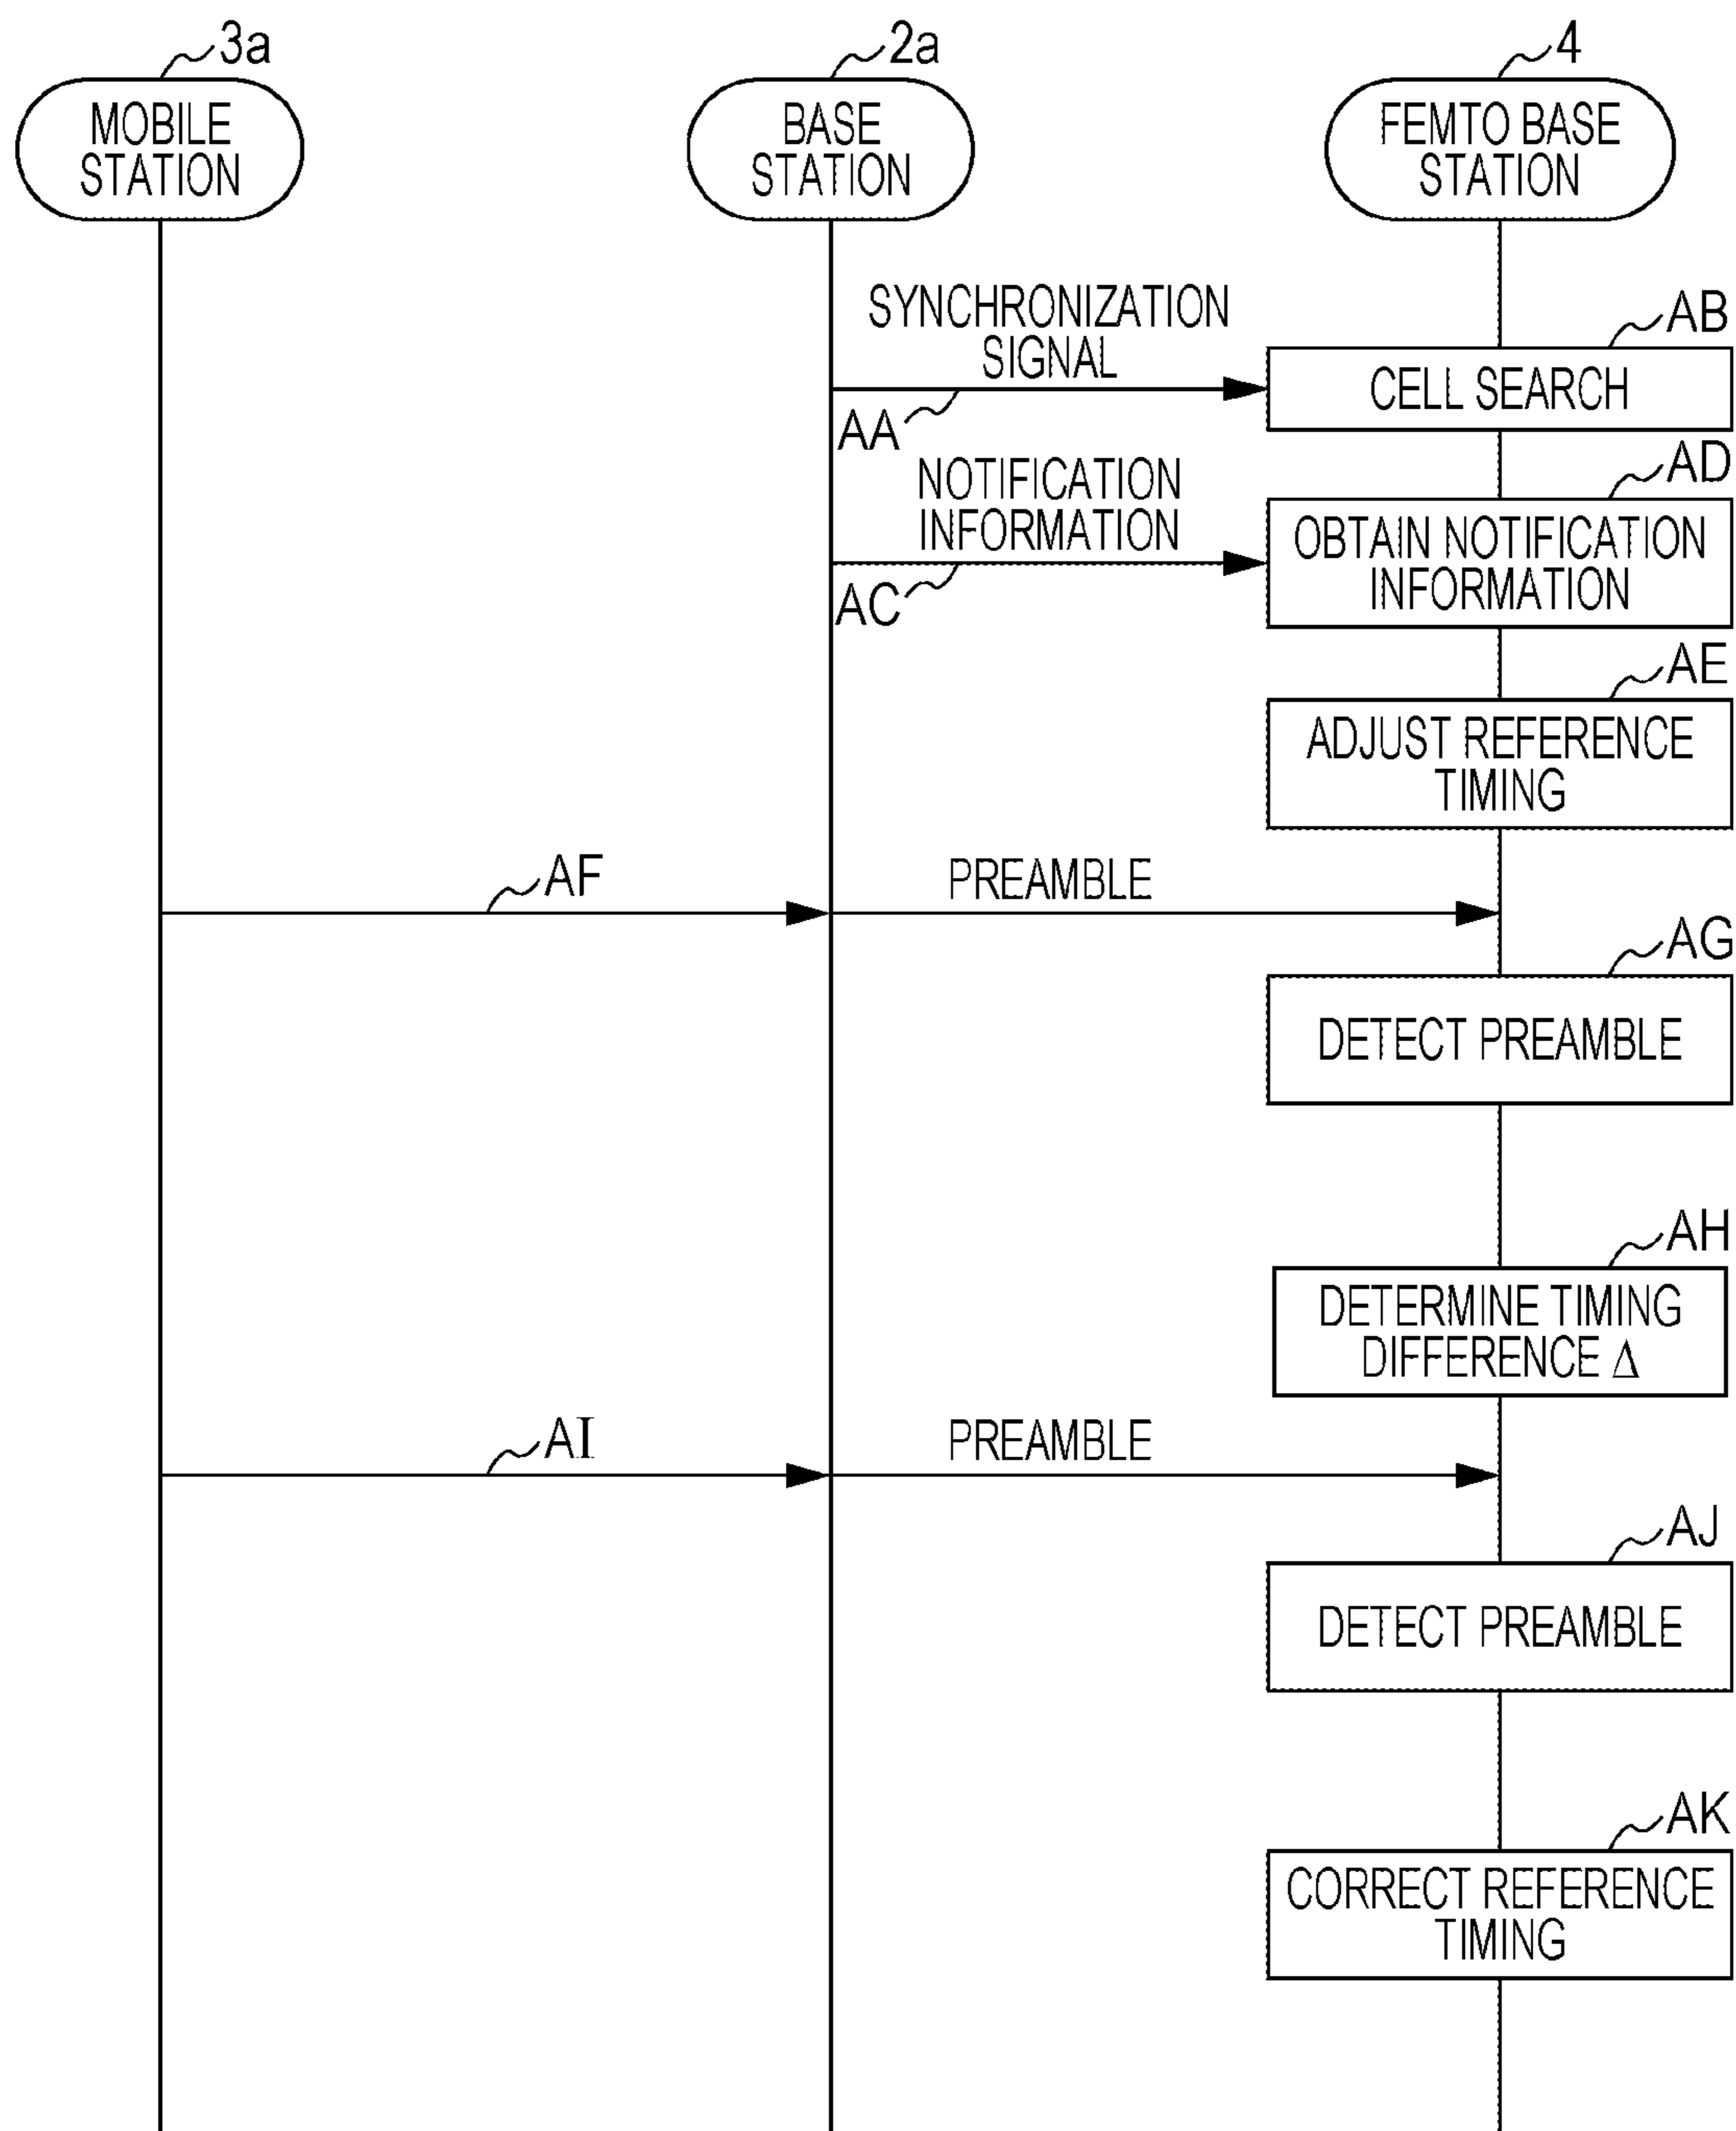 3a
2a
4
MOBILE
STATION
BASE
STATION
FEMTO BASE
STATION
SYNCHRONIZATION
SIGNAL
AA
AB
CELL SEARCH
NOTIFICATION
INFORMATION
AC
AD
OBTAIN NOTIFICATION
INFORMATION
AE
ADJUST REFERENCE
TIMING
AF
PREAMBLE
AG
DETECT PREAMBLE
AH
DETERMINE TIMING
DIFFERENCE Δ
AI
PREAMBLE
AJ
DETECT PREAMBLE
AK
CORRECT REFERENCE
TIMING